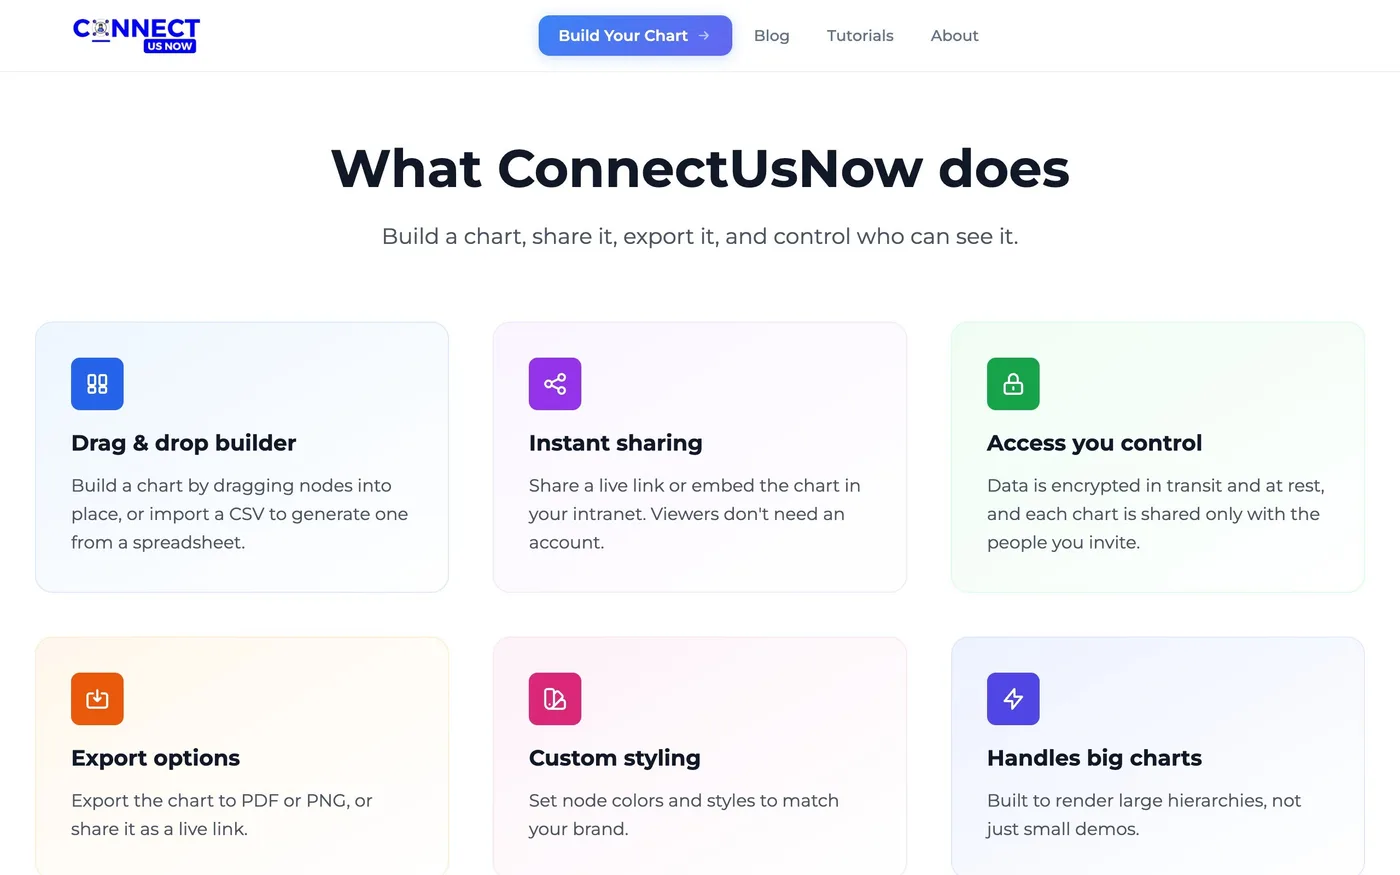 CONNECT
US NOW
Build Your Chart →
Blog
Tutorials
About
What ConnectUsNow does
Build a chart, share it, export it, and control who can see it.
Drag & drop builder
Build a chart by dragging nodes into
place, or import a CSV to generate one
from a spreadsheet.
Instant sharing
Share a live link or embed the chart in
your intranet. Viewers don't need an
account.
Access you control
Data is encrypted in transit and at rest,
and each chart is shared only with the
people you invite.
Export options
Export the chart to PDF or PNG, or
share it as a live link.
Custom styling
Set node colors and styles to match
your brand.
Handles big charts
Built to render large hierarchies, not
just small demos.